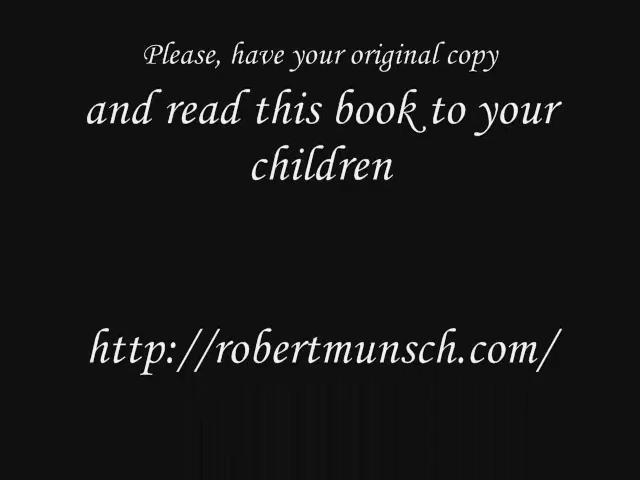 Please, have your original copy
and read this book to your
children
http://robertmunsch.com/